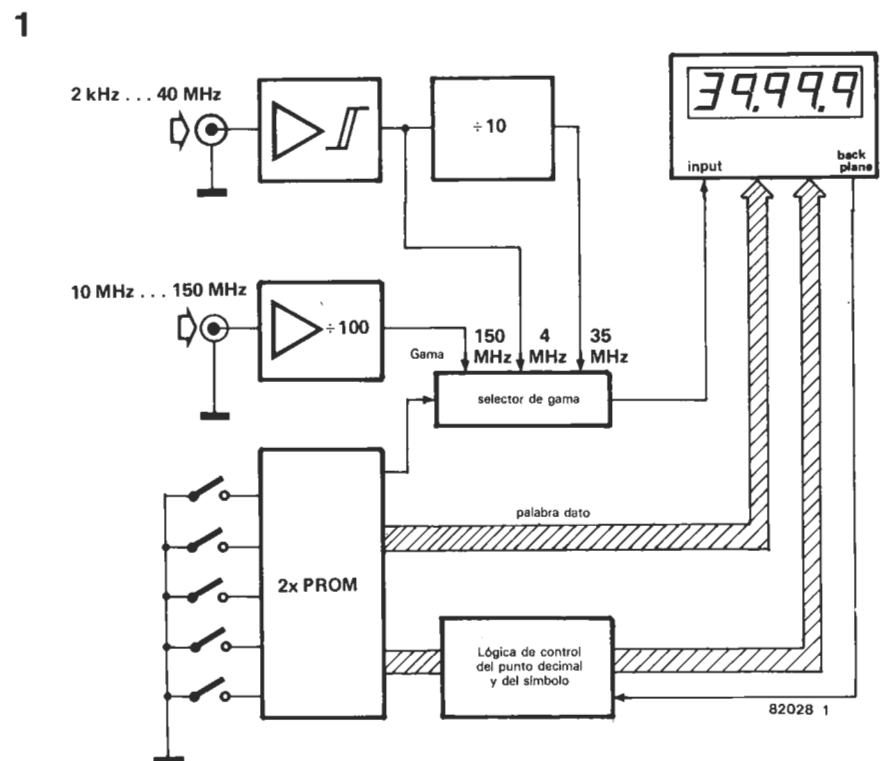 1
2 kHz . . . 40 MHz
÷10
39.99.9
input
back
plane
10 MHz . . . 150 MHz
÷100
Gama
150
MHz
4
MHz
35
MHz
selector de gama
palabra dato
2x PROM
Lógica de control
del punto decimal
y del símbolo
82028 1